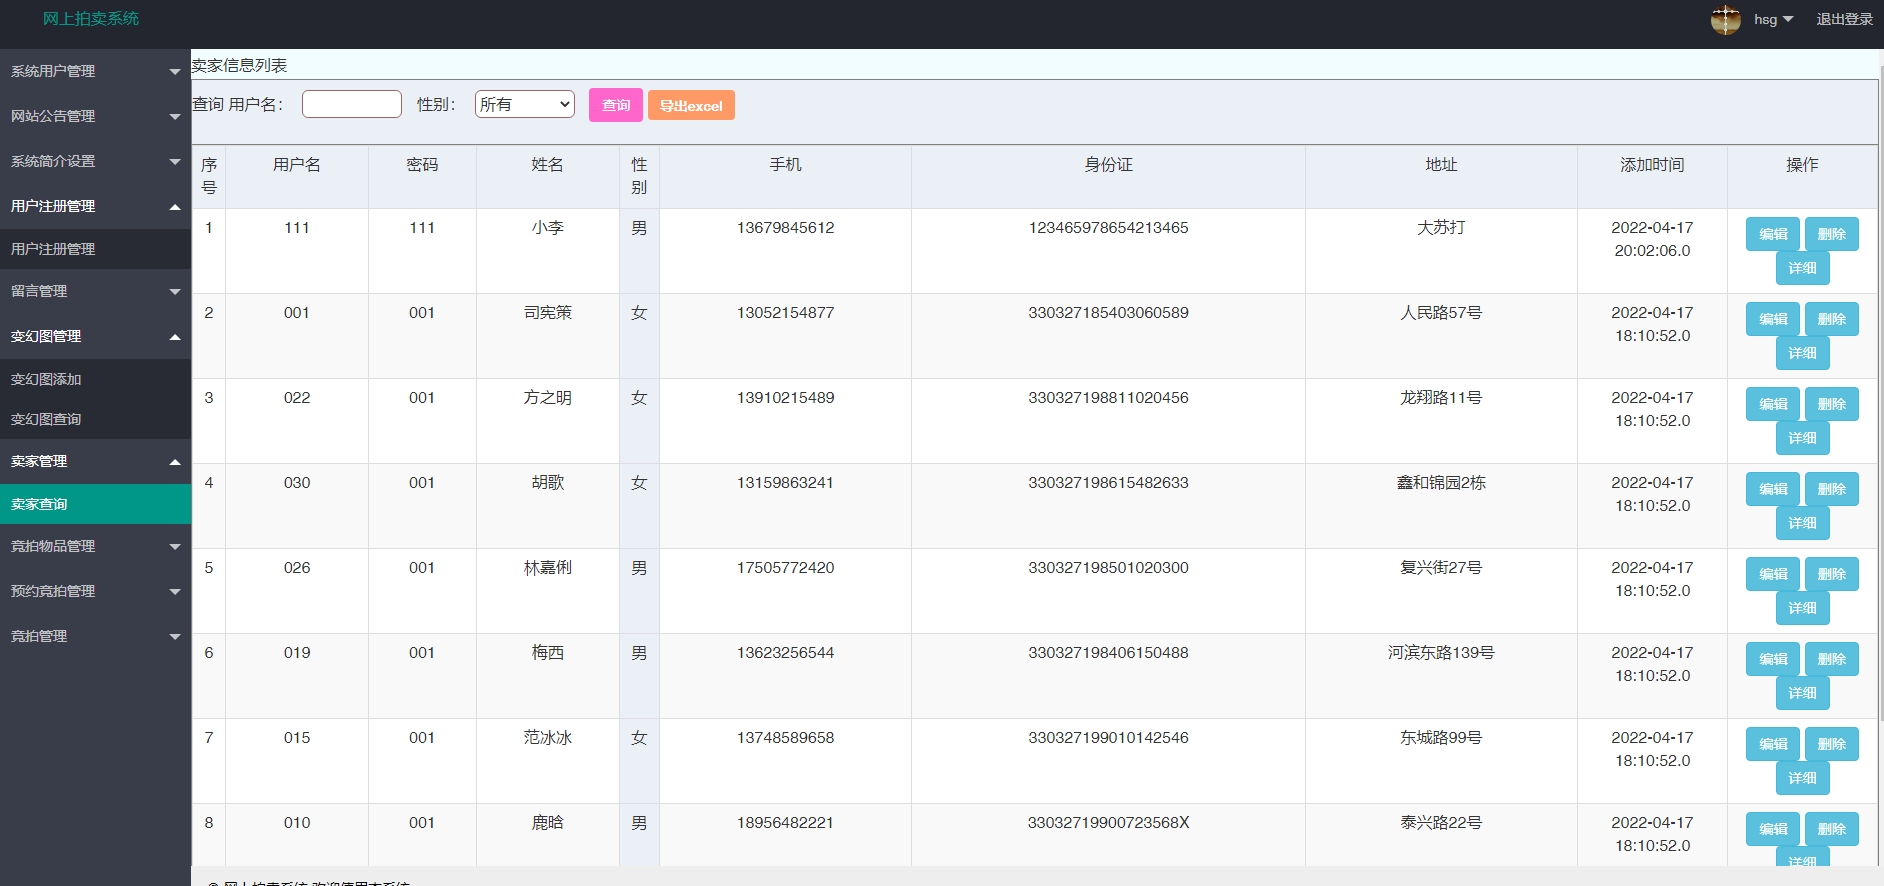 网上拍卖系统
hsg 退出登录
系统用户管理
网站公告管理
系统简介设置
用户注册管理
用户注册管理
留言管理
变幻图管理
变幻图添加
变幻图查询
卖家管理
卖家查询
竞拍物品管理
预约竞拍管理
竞拍管理
卖家信息列表
查询 用户名： 性别： 所有 查询 导出excel
序号 用户名 密码 姓名 性别 手机 身份证 地址 添加时间 操作
1 111 111 小李 男 13679845612 123465978654213465 大苏打 2022-04-17 20:02:06.0 编辑 删除 详细
2 001 001 司宪策 女 13052154877 330327185403060589 人民路57号 2022-04-17 18:10:52.0 编辑 删除 详细
3 022 001 方之明 女 13910215489 330327198811020456 龙翔路11号 2022-04-17 18:10:52.0 编辑 删除 详细
4 030 001 胡歌 女 13159863241 330327198615482633 鑫和锦园2栋 2022-04-17 18:10:52.0 编辑 删除 详细
5 026 001 林嘉俐 男 17505772420 330327198501020300 复兴街27号 2022-04-17 18:10:52.0 编辑 删除 详细
6 019 001 梅西 男 13623256544 330327198406150488 河滨东路139号 2022-04-17 18:10:52.0 编辑 删除 详细
7 015 001 范冰冰 女 13748589658 330327199010142546 东城路99号 2022-04-17 18:10:52.0 编辑 删除 详细
8 010 001 鹿晗 男 18956482221 33032719900723568X 泰兴路22号 2022-04-17 18:10:52.0 编辑 删除 详细
© 网上拍卖系统 欢迎使用本系统